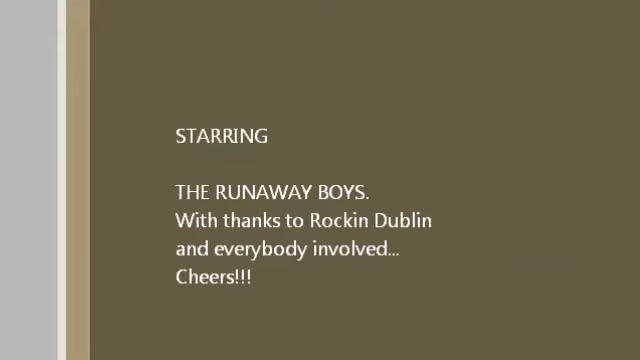 STARRING
THE RUNAWAY BOYS.
With thanks to Rockin Dublin
and everybody involved...
Cheers!!!